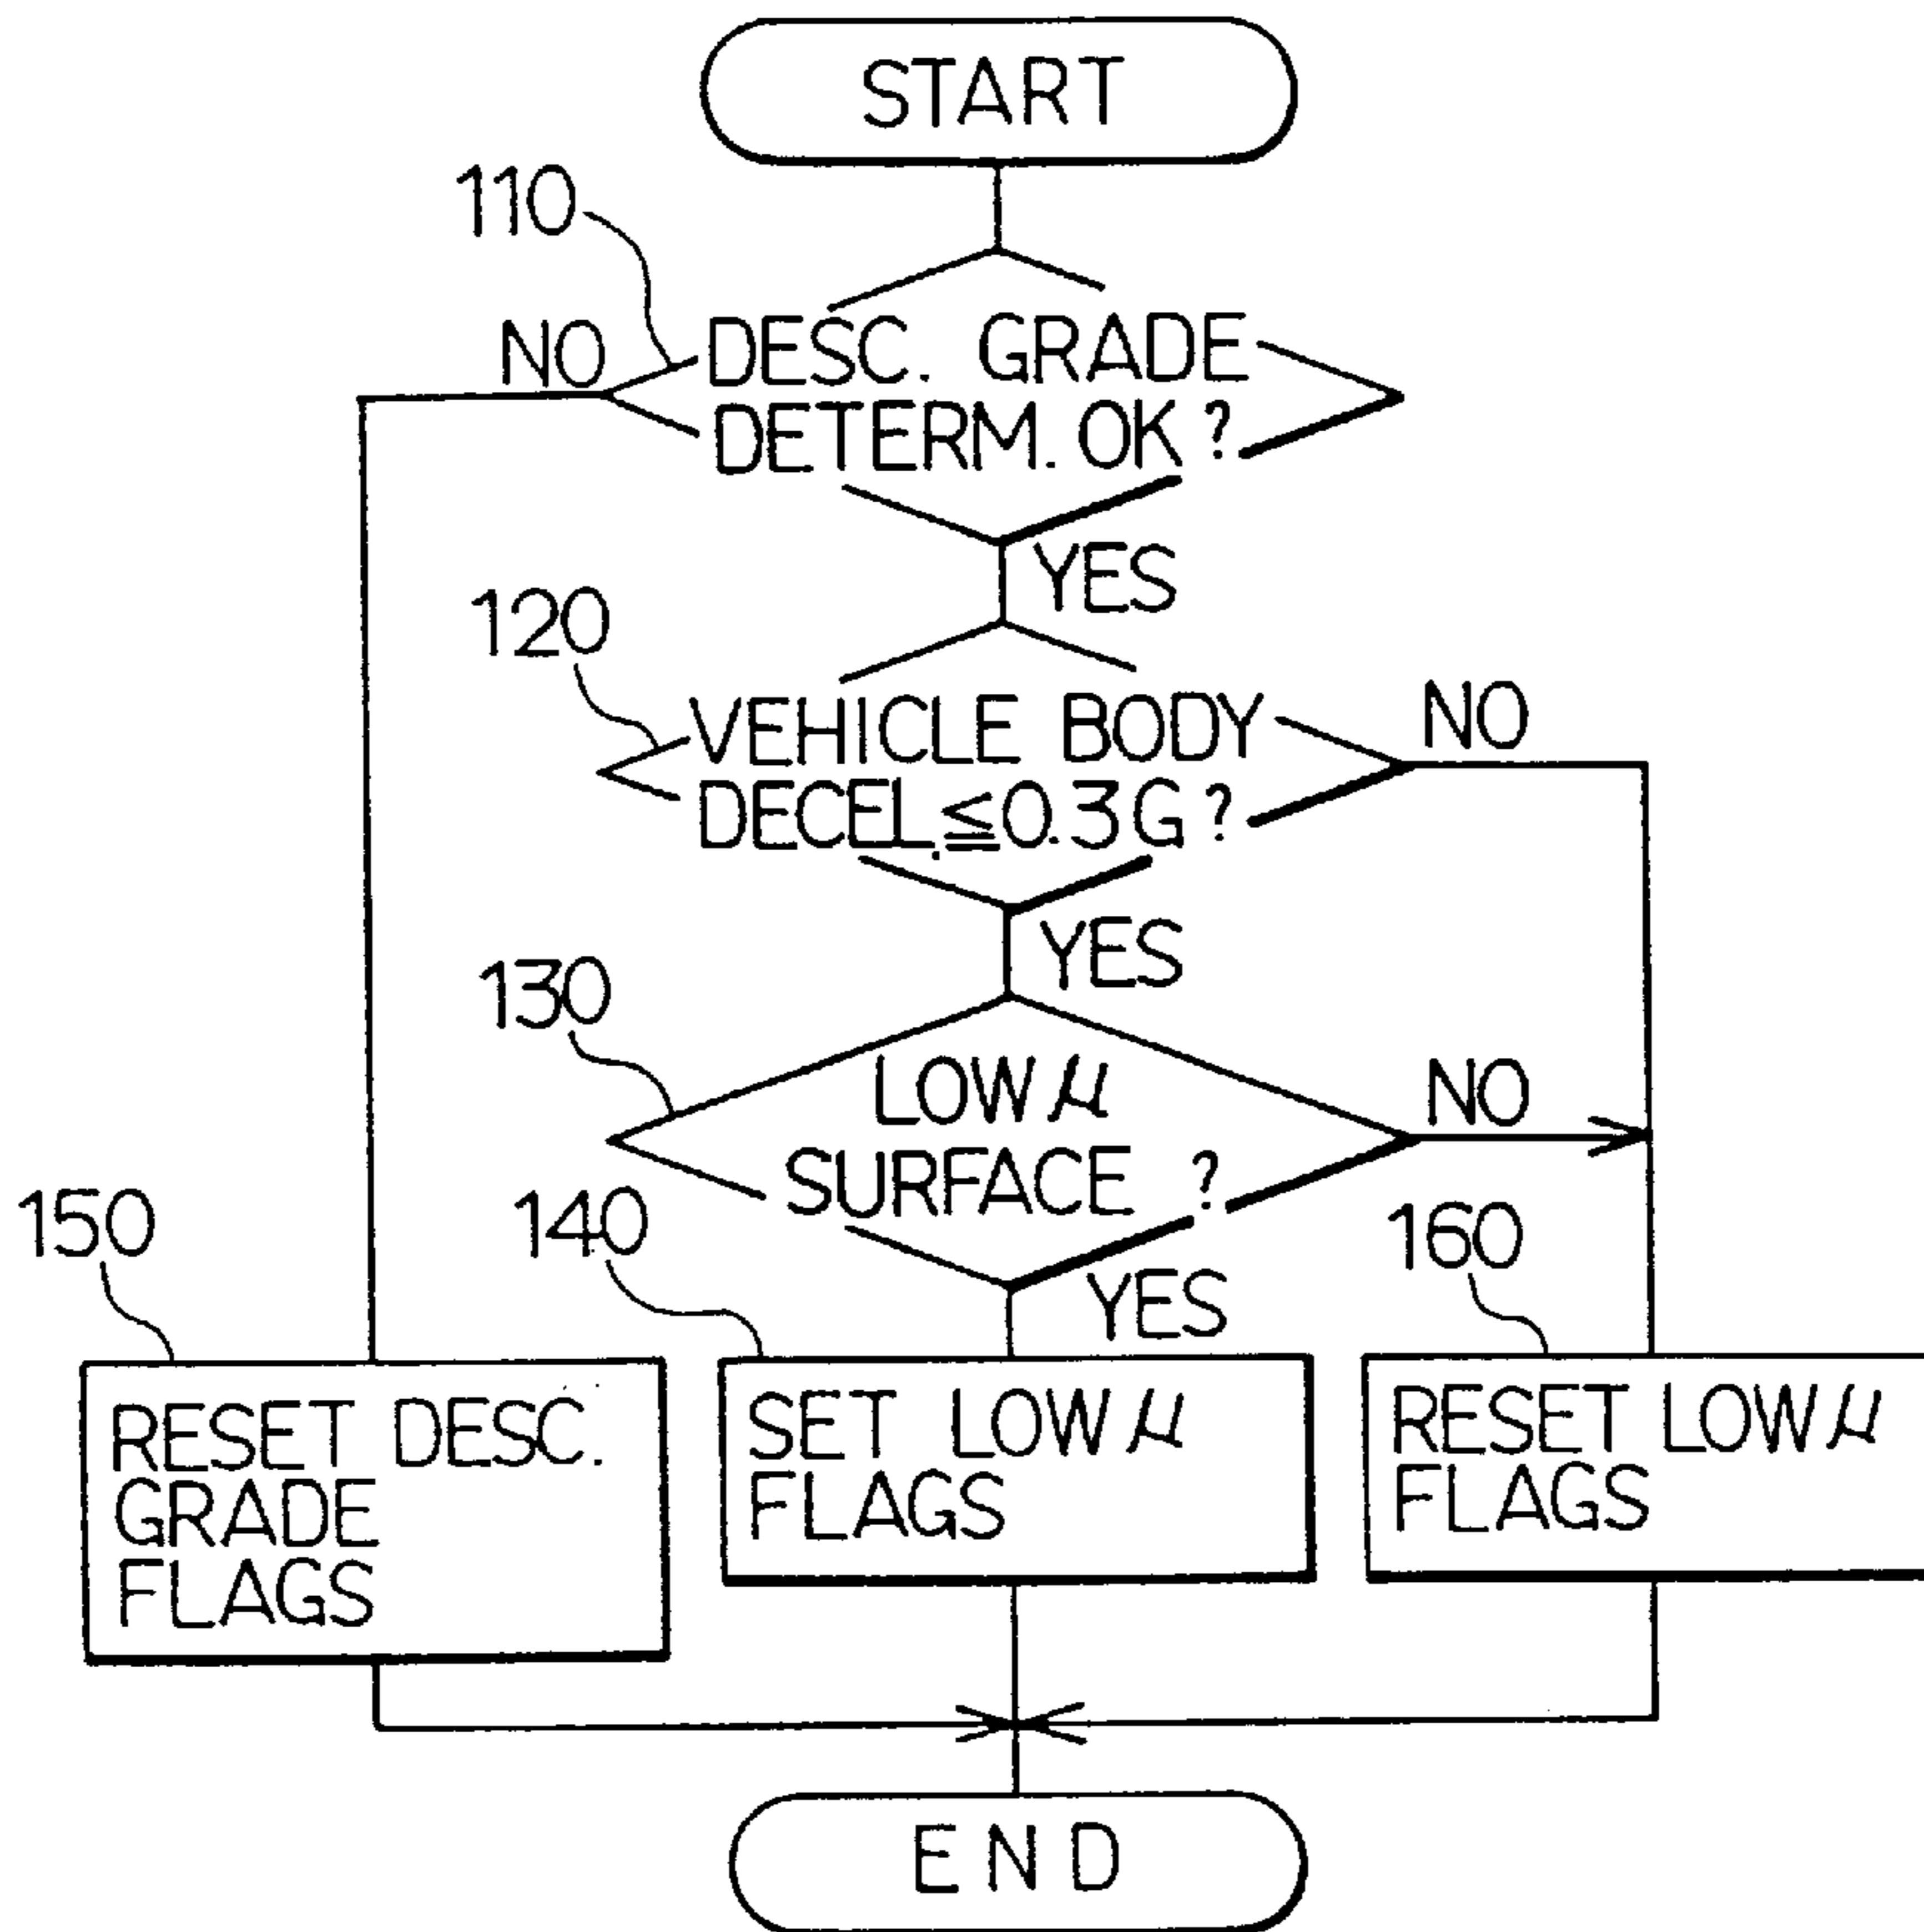 START
110
NO
DESC. GRADE
DETERM. OK ?
YES
120
VEHICLE BODY
DECEL. ≦ 0.3G ?
NO
YES
130
LOW μ
SURFACE ?
NO
YES
150
140
160
RESET DESC.
GRADE
FLAGS
SET LOW μ
FLAGS
RESET LOW μ
FLAGS
END